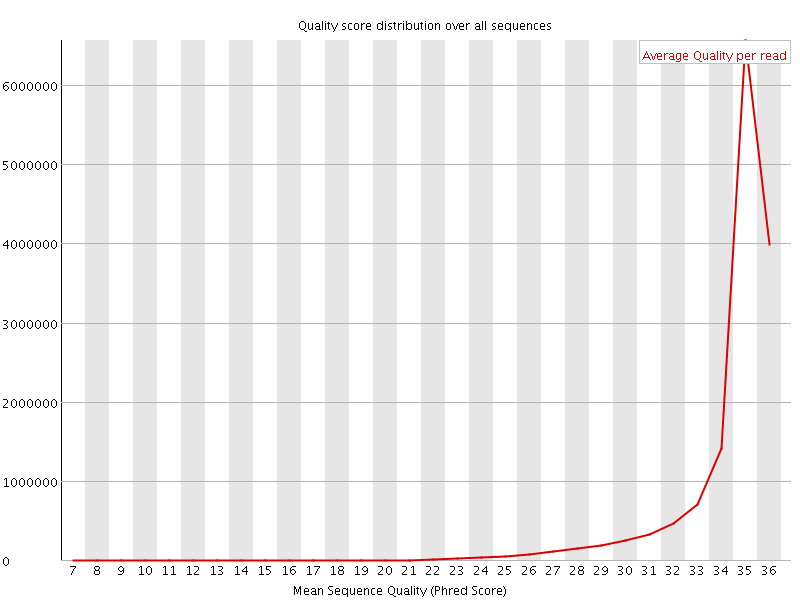 Quality score distribution over all sequences
Average Quality per read
6000000
5000000
4000000
3000000
2000000
1000000
0
7 8 9 10 11 12 13 14 15 16 17 18 19 20 21 22 23 24 25 26 27 28 29 30 31 32 33 34 35 36
Mean Sequence Quality (Phred Score)